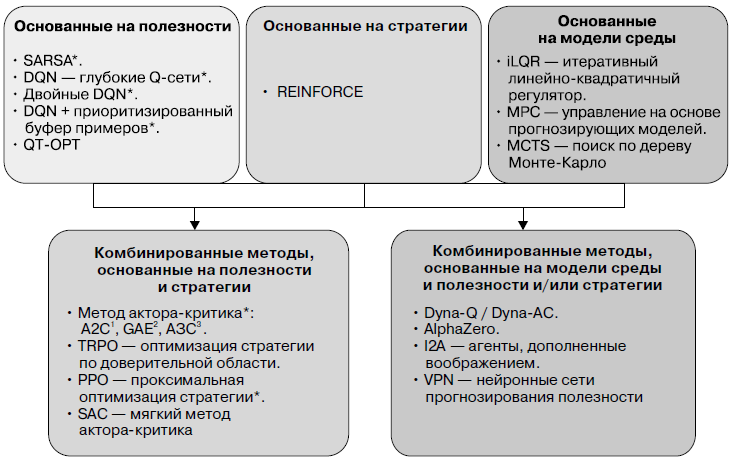 Основанные на полезности
• SARSA*.
• DQN — глубокие Q-сети*.
• Двойные DQN*.
• DQN + приоритизированный
буфер примеров*.
• QT-OPT
Основанные на стратегии
• REINFORCE
Основанные
на модели среды
• iLQR — итеративный
линейно-квадратичный
регулятор.
• MPC — управление на основе
прогнозирующих моделей.
• MCTS — поиск по дереву
Монте-Карло
Комбинированные методы,
основанные на полезности
и стратегии
• Метод актора-критика*:
A2C¹, GAE², A3C³.
• TRPO — оптимизация стратегии
по доверительной области.
• PPO — проксимальная
оптимизация стратегии*.
• SAC — мягкий метод
актора-критика
Комбинированные методы,
основанные на модели среды
и полезности и/или стратегии
• Dyna-Q / Dyna-AC.
• AlphaZero.
• I2A — агенты, дополненные
воображением.
• VPN — нейронные сети
прогнозирования полезности